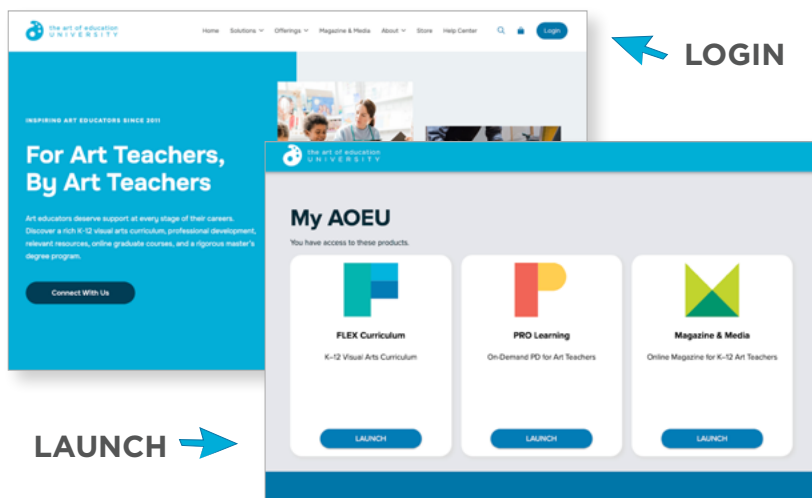 the art of education
UNIVERSITY
Home Solutions Offerings Magazine & Media About Store Help Center Login
LOGIN
INSPIRING ART EDUCATORS SINCE 2011
For Art Teachers,
By Art Teachers
Art educators deserve support at every stage of their careers.
Discover a rich K-12 visual arts curriculum, professional development,
relevant resources, online graduate courses, and a rigorous master's
degree program.
Connect With Us
the art of education
UNIVERSITY
My AOEU
You have access to these products.
FLEX Curriculum
K–12 Visual Arts Curriculum
LAUNCH
PRO Learning
On-Demand PD for Art Teachers
LAUNCH
Magazine & Media
Online Magazine for K–12 Art Teachers
LAUNCH
LAUNCH